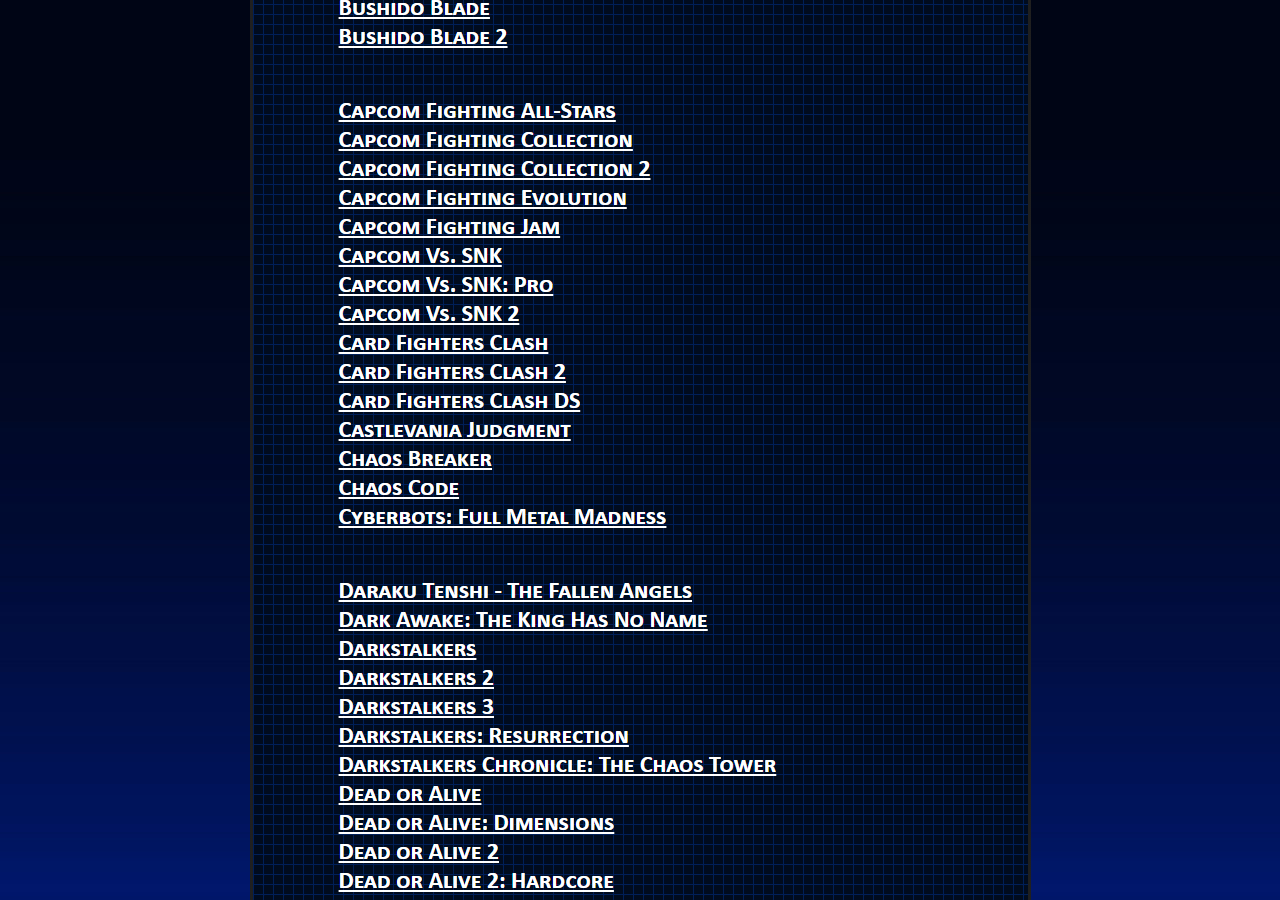 Bushido Blade
Bushido Blade 2
Capcom Fighting All-Stars
Capcom Fighting Collection
Capcom Fighting Collection 2
Capcom Fighting Evolution
Capcom Fighting Jam
Capcom Vs. SNK
Capcom Vs. SNK: Pro
Capcom Vs. SNK 2
Card Fighters Clash
Card Fighters Clash 2
Card Fighters Clash DS
Castlevania Judgment
Chaos Breaker
Chaos Code
Cyberbots: Full Metal Madness
Daraku Tenshi - The Fallen Angels
Dark Awake: The King Has No Name
Darkstalkers
Darkstalkers 2
Darkstalkers 3
Darkstalkers: Resurrection
Darkstalkers Chronicle: The Chaos Tower
Dead or Alive
Dead or Alive: Dimensions
Dead or Alive 2
Dead or Alive 2: Hardcore